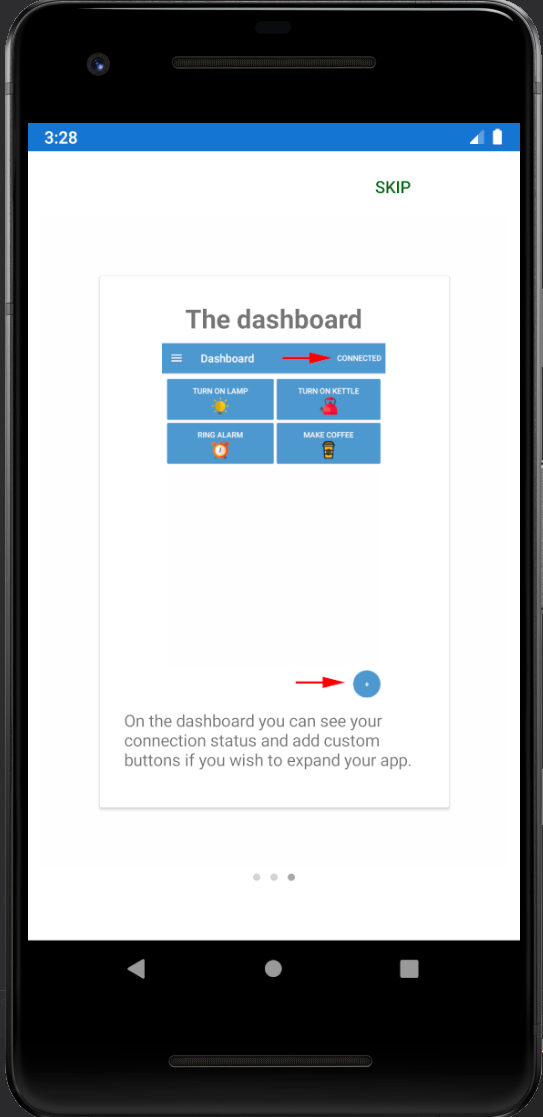 3:28
SKIP
The dashboard
Dashboard CONNECTED
TURN ON LAMP TURN ON KETTLE
RING ALARM MAKE COFFEE
+
On the dashboard you can see your
connection status and add custom
buttons if you wish to expand your app.